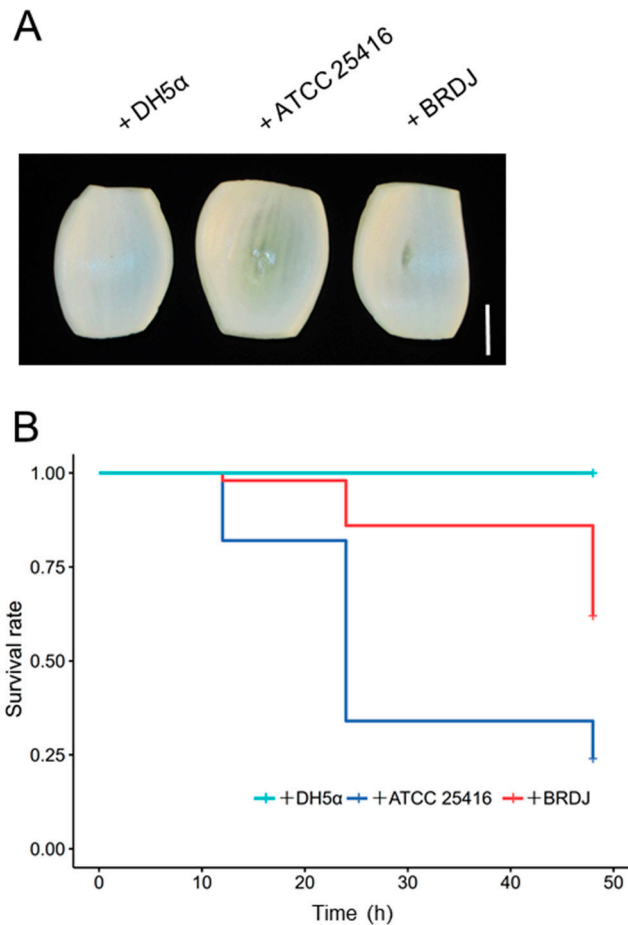 A
+ DH5α
+ ATCC 25416
+ BRDJ
B
Survival rate
1.00
0.75
0.50
0.25
0.00
+DH5α +ATCC 25416 +BRDJ
0 10 20 30 40 50
Time (h)